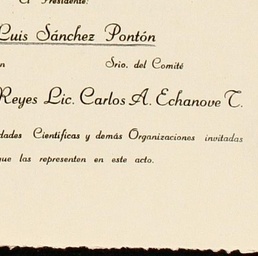 El Presidente:
Luis Sánchez Pontón
n Srio. del Comité
Reyes Lic. Carlos A. Echanove T.
dades Científicas y demás Organizaciones invitadas
que las representen en este acto.